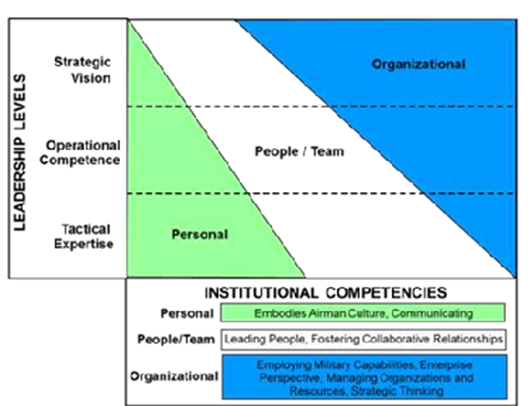 LEADERSHIP LEVELS
Strategic
Vision
Operational
Competence
Tactical
Expertise
Organizational
People / Team
Personal
INSTITUTIONAL COMPETENCIES
Personal
Embodies Airman Culture, Communicating
People/Team
Leading People, Fostering Collaborative Relationships
Organizational
Employing Military Capabilities, Enterprise
Perspective, Managing Organizations and
Resources, Strategic Thinking